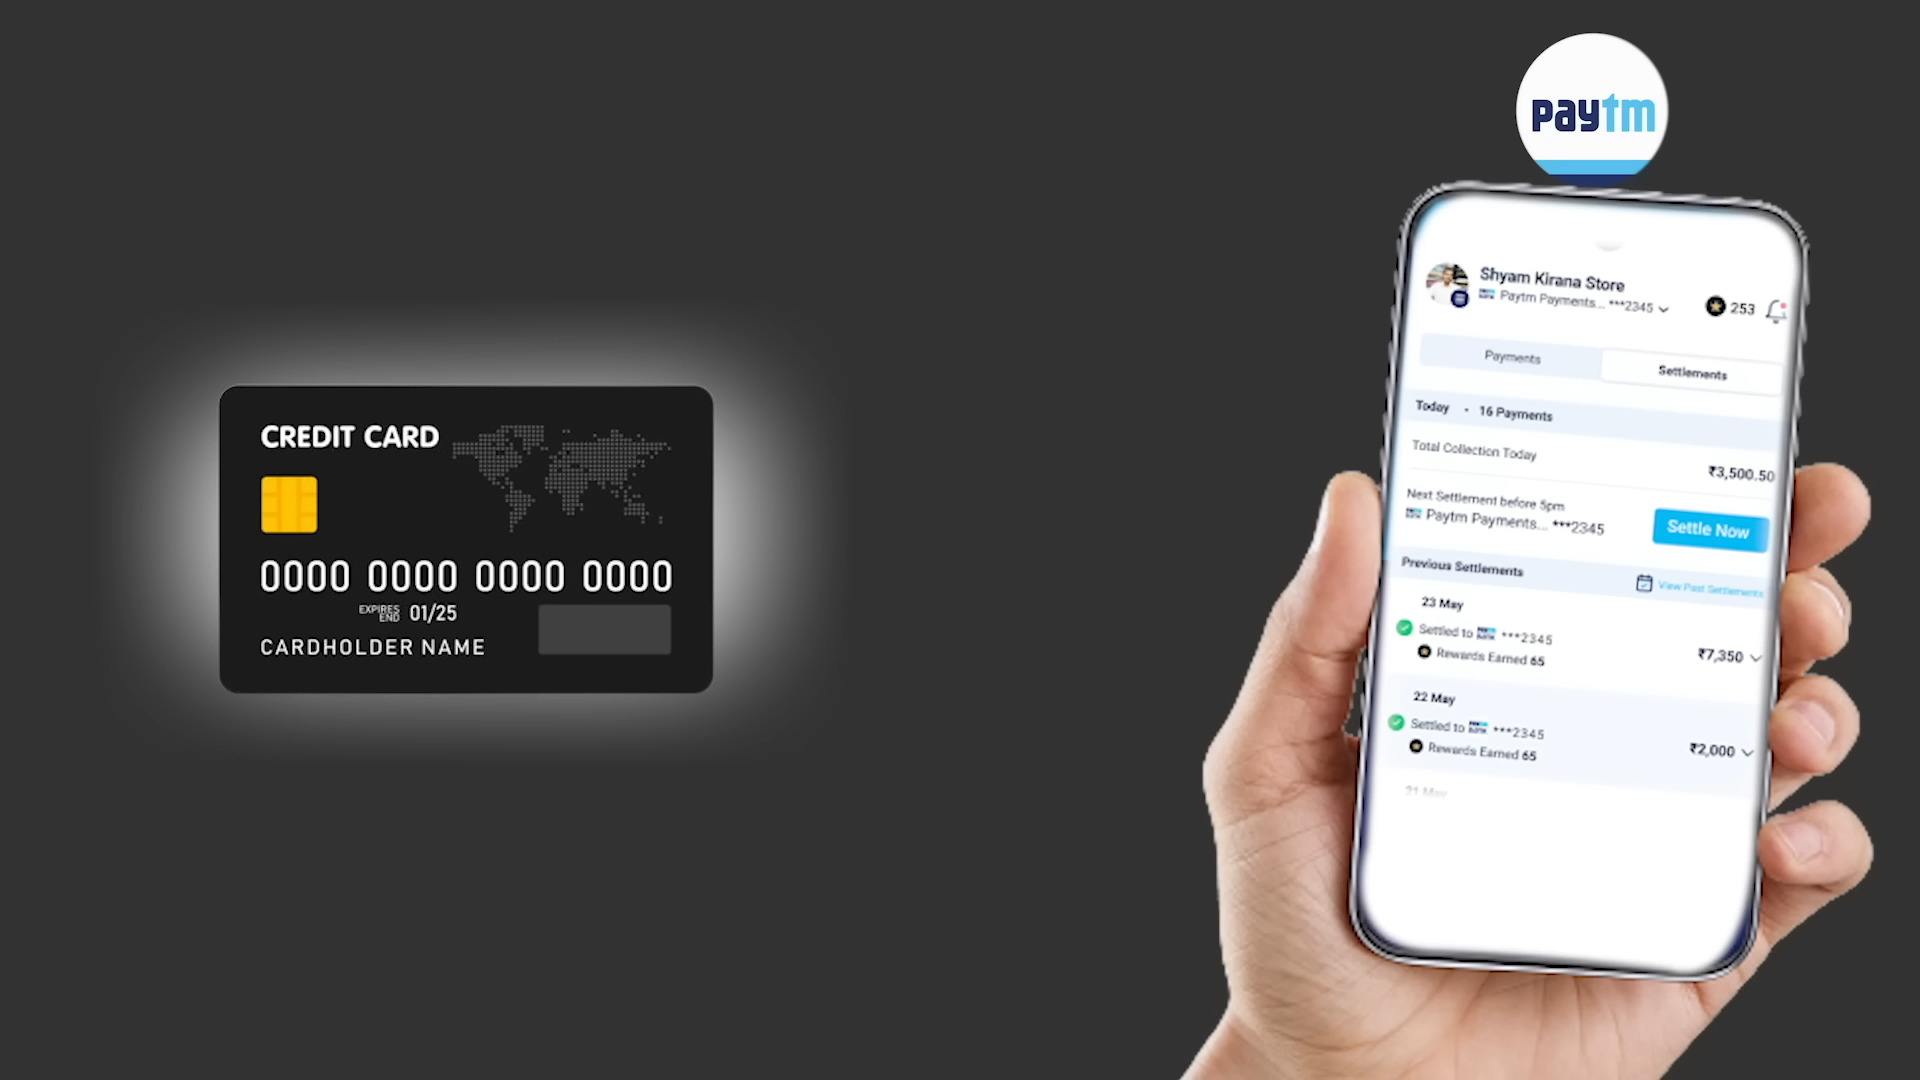 CREDIT CARD
0000 0000 0000 0000
EXPIRES END 01/25
CARDHOLDER NAME
paytm
Shyam Kirana Store
Paytm Payments... ***2345
253
Payments
Settlements
Today - 16 Payments
Total Collection Today
₹3,500.50
Next Settlement before 5pm
Paytm Payments... ***2345
Settle Now
Previous Settlements
View Past Settlements
23 May
Settled to ***2345
₹7,350
Rewards Earned 65
22 May
Settled to ***2345
₹2,000
Rewards Earned 65
21 May